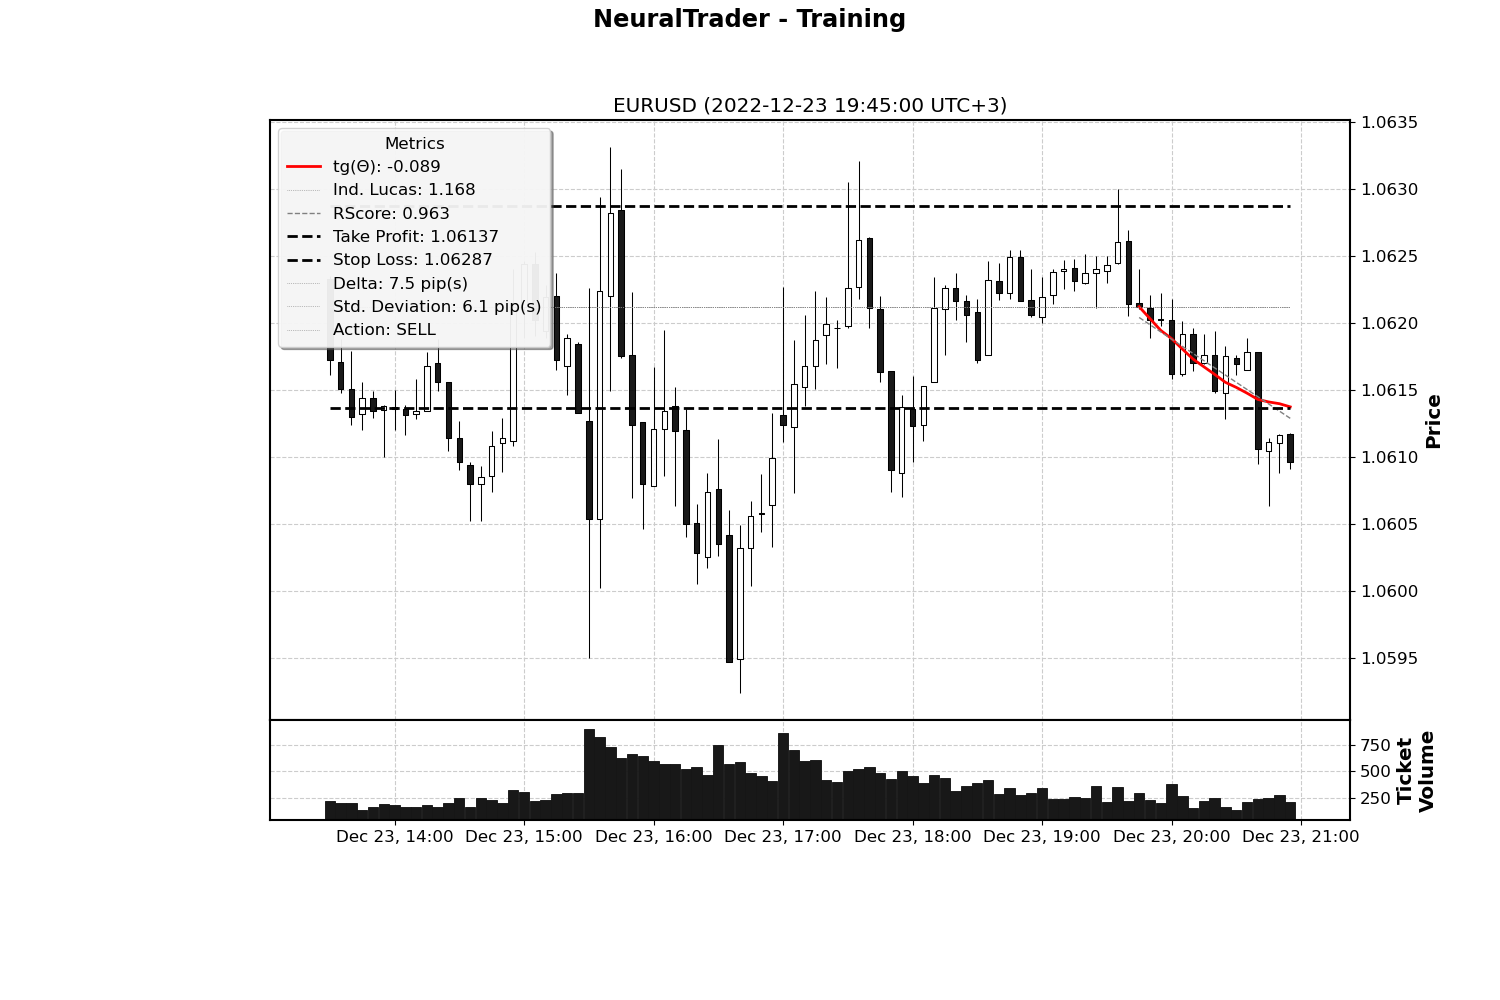 NeuralTrader - Training
EURUSD (2022-12-23 19:45:00 UTC+3)
Metrics
tg(Θ): -0.089
Ind. Lucas: 1.168
RScore: 0.963
Take Profit: 1.06137
Stop Loss: 1.06287
Delta: 7.5 pip(s)
Std. Deviation: 6.1 pip(s)
Action: SELL
1.0635
1.0630
1.0625
1.0620
1.0615
1.0610
1.0605
1.0600
1.0595
Price
750
500
250
Ticket
Volume
Dec 23, 14:00 Dec 23, 15:00 Dec 23, 16:00 Dec 23, 17:00 Dec 23, 18:00 Dec 23, 19:00 Dec 23, 20:00 Dec 23, 21:00